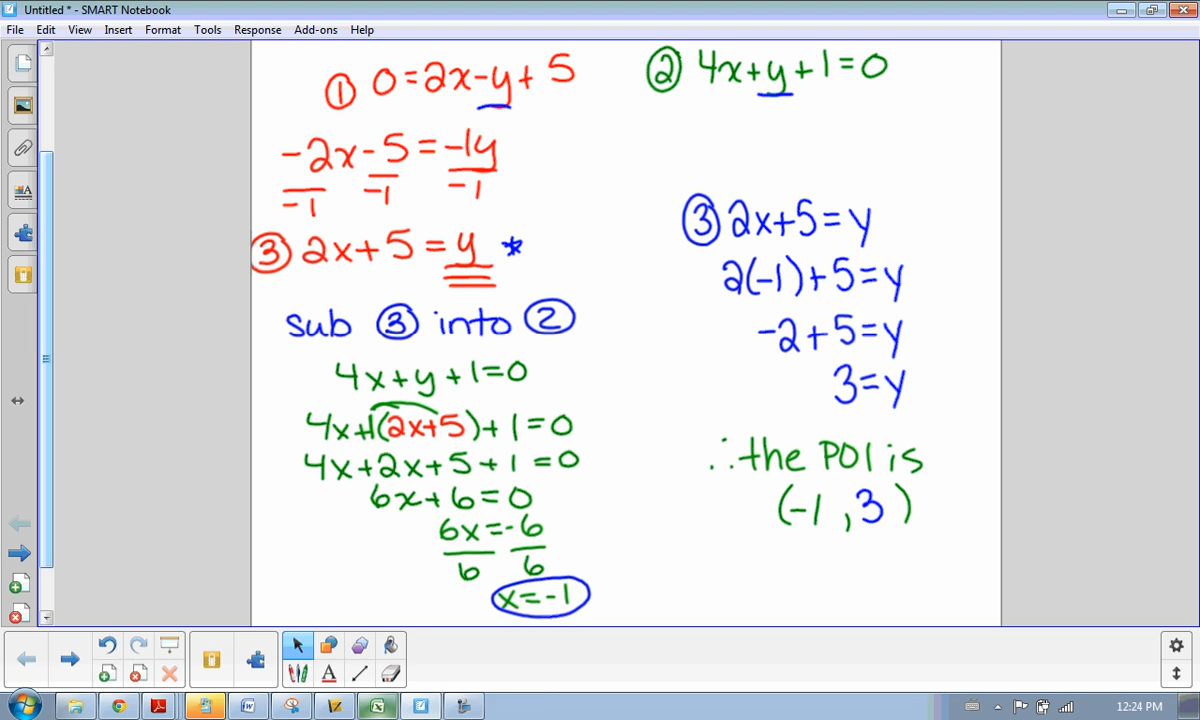 Untitled * - SMART Notebook
File Edit View Insert Format Tools Response Add-ons Help
① 0=2x-y+5
-2x-5=-1y
-1 -1 -1
③ 2x+5=y *
sub ③ into ②
4x+y+1=0
4x+1(2x+5)+1=0
4x+2x+5+1=0
6x+6=0
6x=-6
6 6
x=-1
② 4x+y+1=0
③ 2x+5=y
2(-1)+5=y
-2+5=y
3=y
∴ the POI is
(-1,3)
12:24 PM